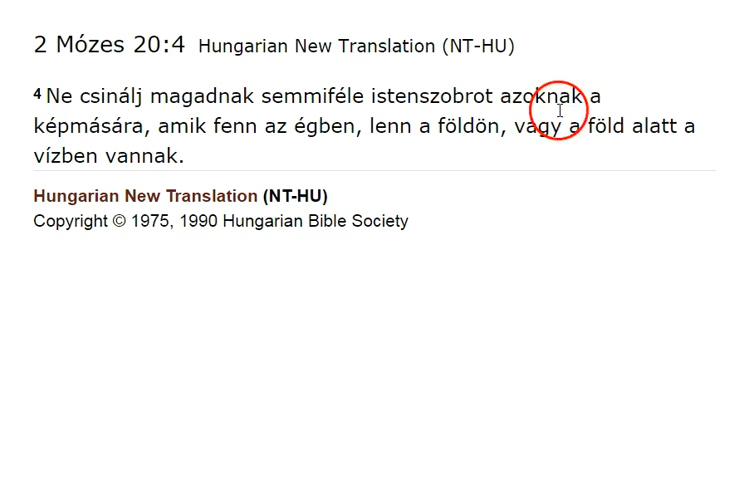 2 Mózes 20:4 Hungarian New Translation (NT-HU)
4 Ne csinálj magadnak semmiféle istenszobrot azoknak a
képmására, amik fenn az égben, lenn a földön, vagy a föld alatt a
vízben vannak.
Hungarian New Translation (NT-HU)
Copyright © 1975, 1990 Hungarian Bible Society